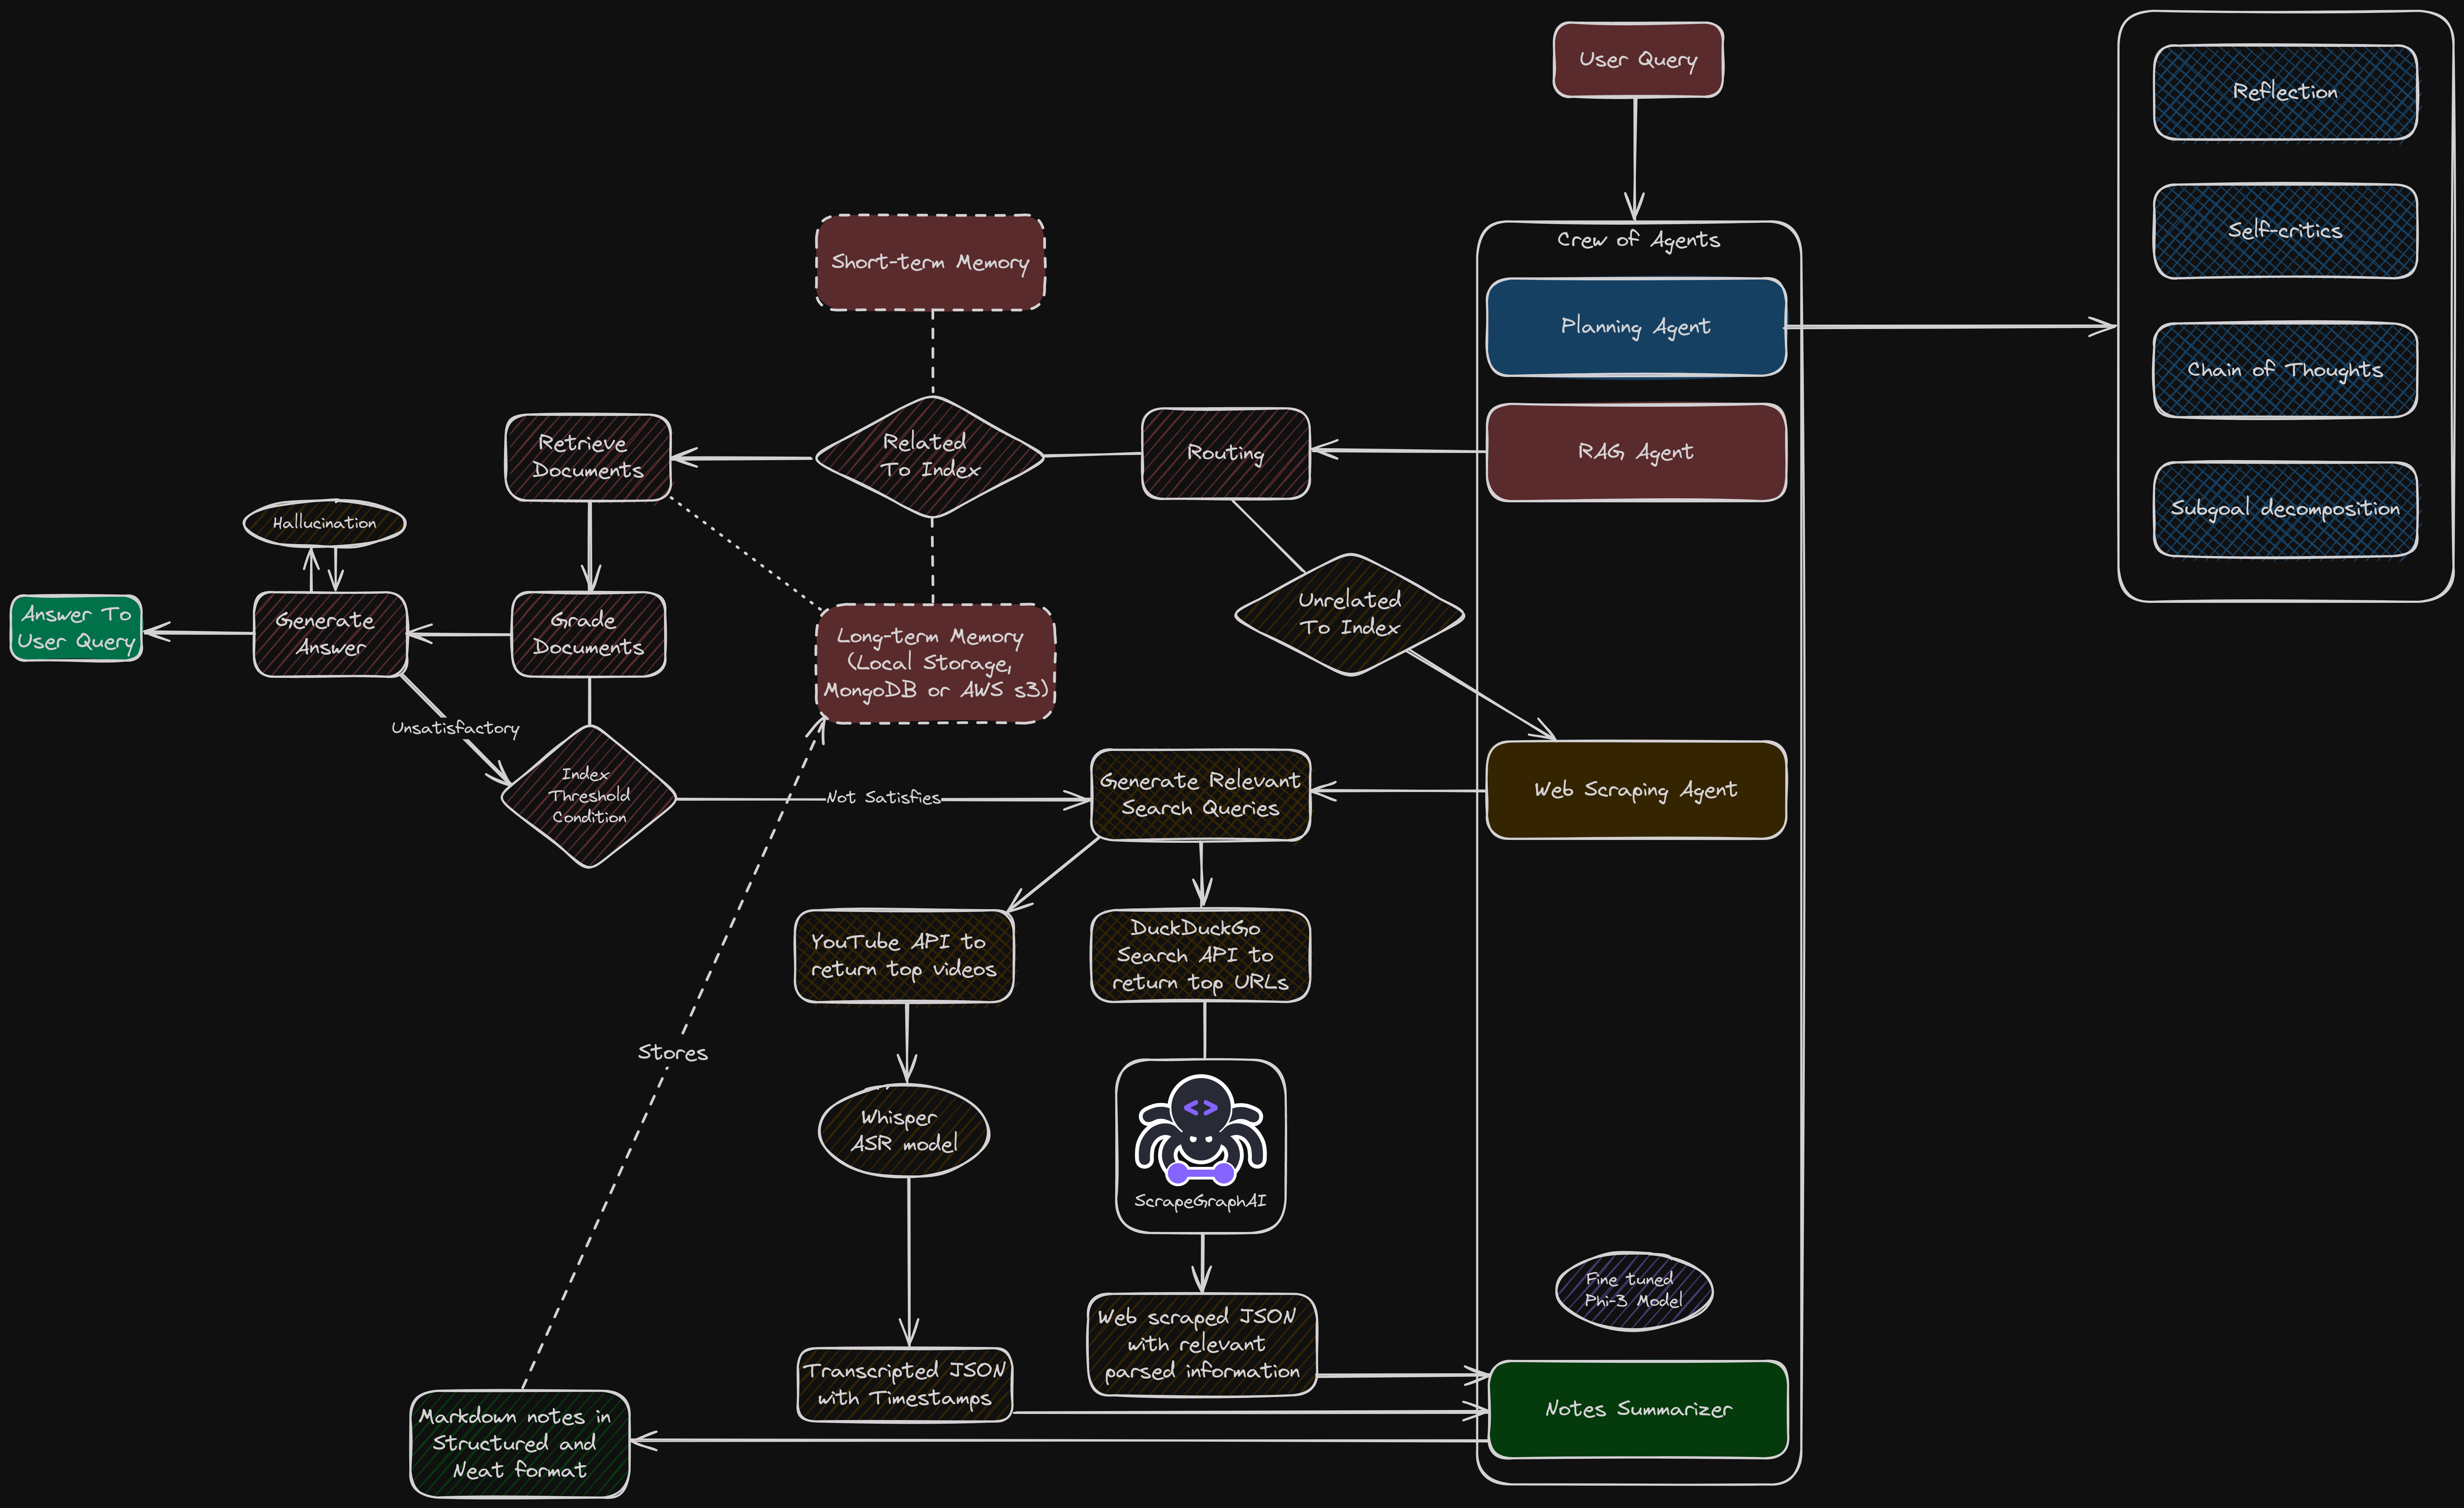 User Query
Reflection
Self-critics
Chain of Thoughts
Subgoal decomposition
Crew of Agents
Planning Agent
RAG Agent
Web Scraping Agent
Fine tuned
Phi-3 Model
Notes Summarizer
Short-term Memory
Routing
Related
To Index
Unrelated
To Index
Retrieve
Documents
Hallucination
Answer To
User Query
Generate
Answer
Grade
Documents
Long-term Memory
(Local Storage,
MongoDB or AWS s3)
Unsatisfactory
Index
Threshold
Condition
Not Satisfies
Generate Relevant
Search Queries
YouTube API to
return top videos
DuckDuckGo
Search API to
return top URLs
Stores
Whisper
ASR model
<>
ScrapeGraphAI
Web scraped JSON
with relevant
parsed information
Transcripted JSON
with Timestamps
Markdown notes in
Structured and
Neat format